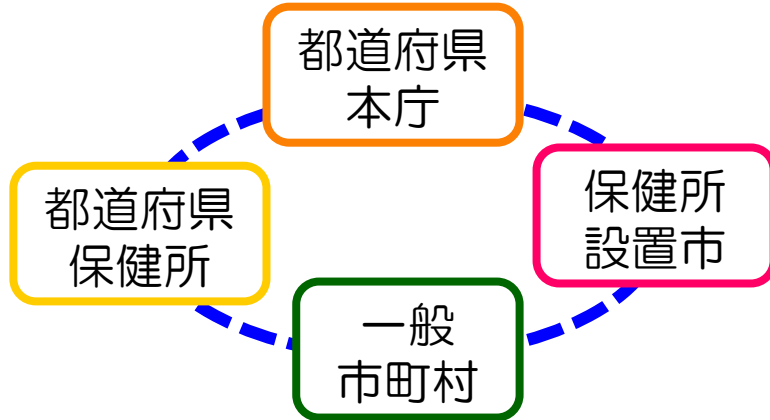 都道府県
本庁
都道府県
保健所
保健所
設置市
一般
市町村